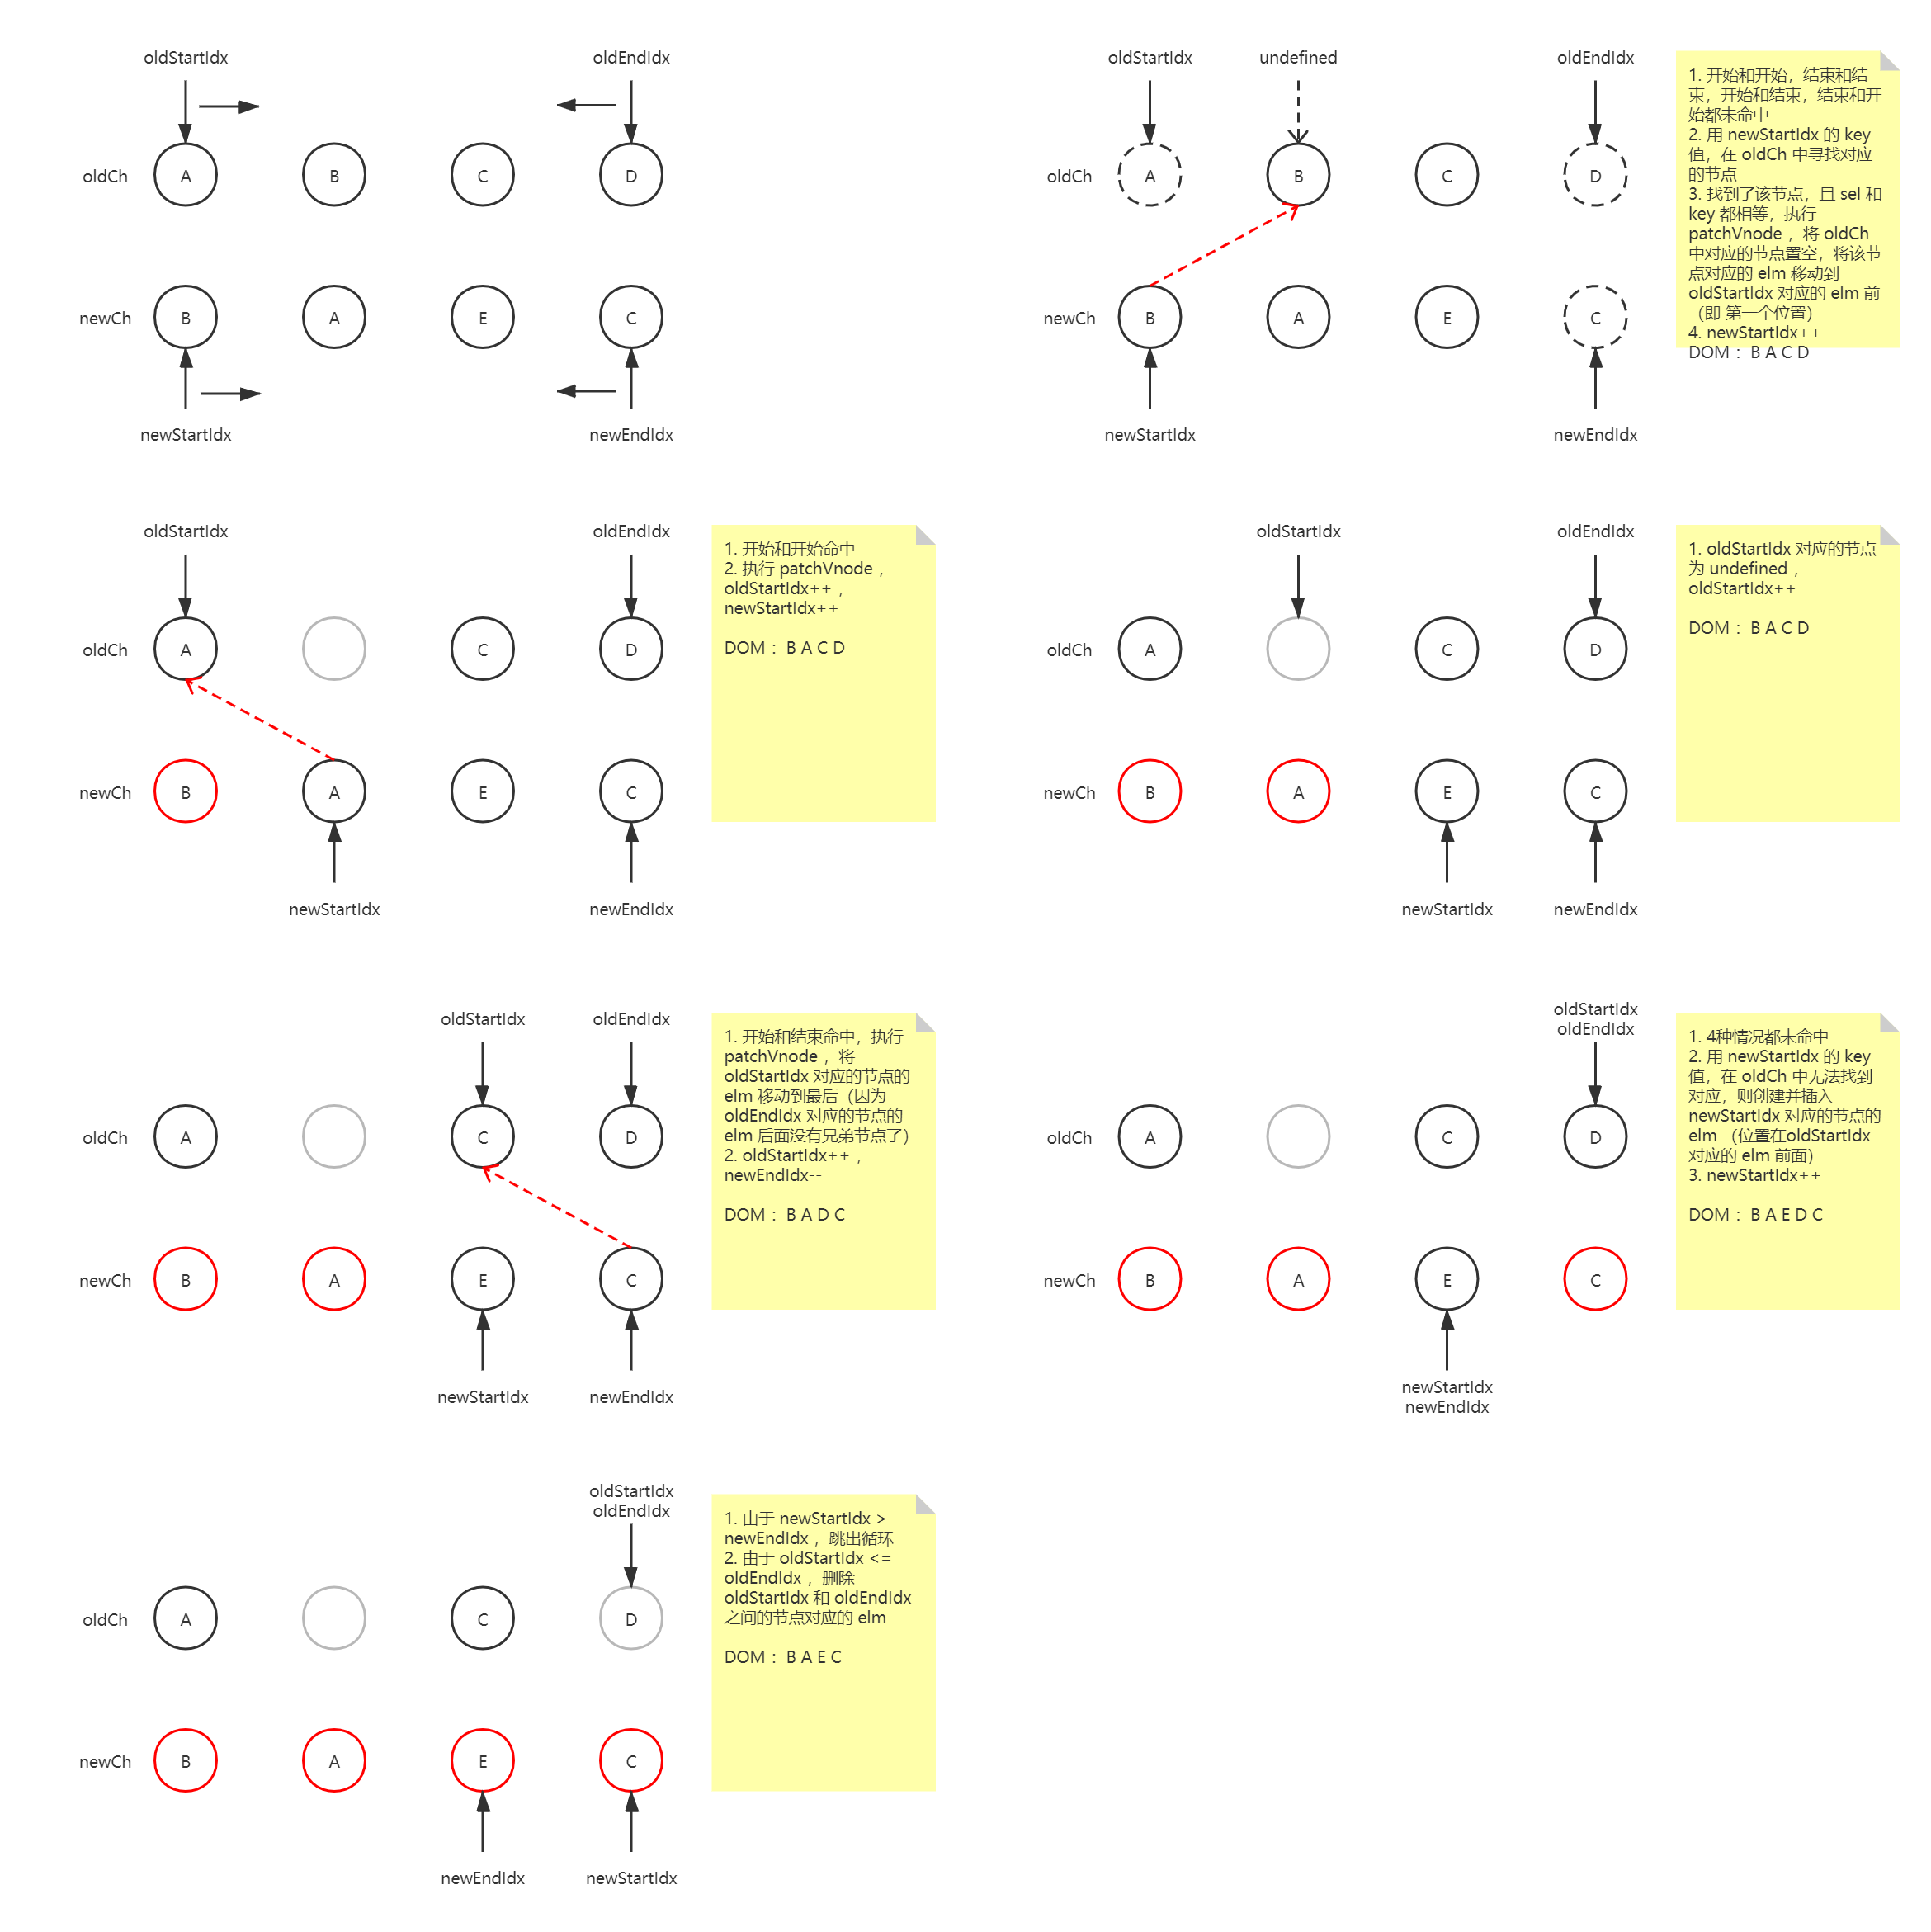 oldStartIdx
oldEndIdx
oldCh
A
B
C
D
newCh
B
A
E
C
newStartIdx
newEndIdx
oldStartIdx
undefined
oldEndIdx
oldCh
A
B
C
D
newCh
B
A
E
C
newStartIdx
newEndIdx
1. 开始和开始，结束和结
束，开始和结束，结束和开
始都未命中
2. 用 newStartIdx 的 key
值，在 oldCh 中寻找对应
的节点
3. 找到了该节点，且 sel 和
key 都相等，执行
patchVnode ，将 oldCh
中对应的节点置空，将该节
点对应的 elm 移动到
oldStartIdx 对应的 elm 前
（即 第一个位置）
4. newStartIdx++
DOM： B A C D
oldStartIdx
oldEndIdx
oldCh
A
C
D
newCh
B
A
E
C
newStartIdx
newEndIdx
1. 开始和开始命中
2. 执行 patchVnode ，
oldStartIdx++ ，
newStartIdx++
DOM： B A C D
oldStartIdx
oldEndIdx
oldCh
A
C
D
newCh
B
A
E
C
newStartIdx
newEndIdx
1. oldStartIdx 对应的节点
为 undefined ，
oldStartIdx++
DOM： B A C D
oldStartIdx
oldEndIdx
oldCh
A
C
D
newCh
B
A
E
C
newStartIdx
newEndIdx
1. 开始和结束命中，执行
patchVnode ，将
oldStartIdx 对应的节点的
elm 移动到最后（因为
oldEndIdx 对应的节点的
elm 后面没有兄弟节点了）
2. oldStartIdx++ ，
newEndIdx--
DOM： B A D C
oldStartIdx
oldEndIdx
oldCh
A
C
D
newCh
B
A
E
C
newStartIdx
newEndIdx
1. 4种情况都未命中
2. 用 newStartIdx 的 key
值，在 oldCh 中无法找到
对应，则创建并插入
newStartIdx 对应的节点的
elm （位置在oldStartIdx
对应的 elm 前面）
3. newStartIdx++
DOM： B A E D C
oldStartIdx
oldEndIdx
oldCh
A
C
D
newCh
B
A
E
C
newEndIdx
newStartIdx
1. 由于 newStartIdx >
newEndIdx ，跳出循环
2. 由于 oldStartIdx <=
oldEndIdx ，删除
oldStartIdx 和 oldEndIdx
之间的节点对应的 elm
DOM： B A E C